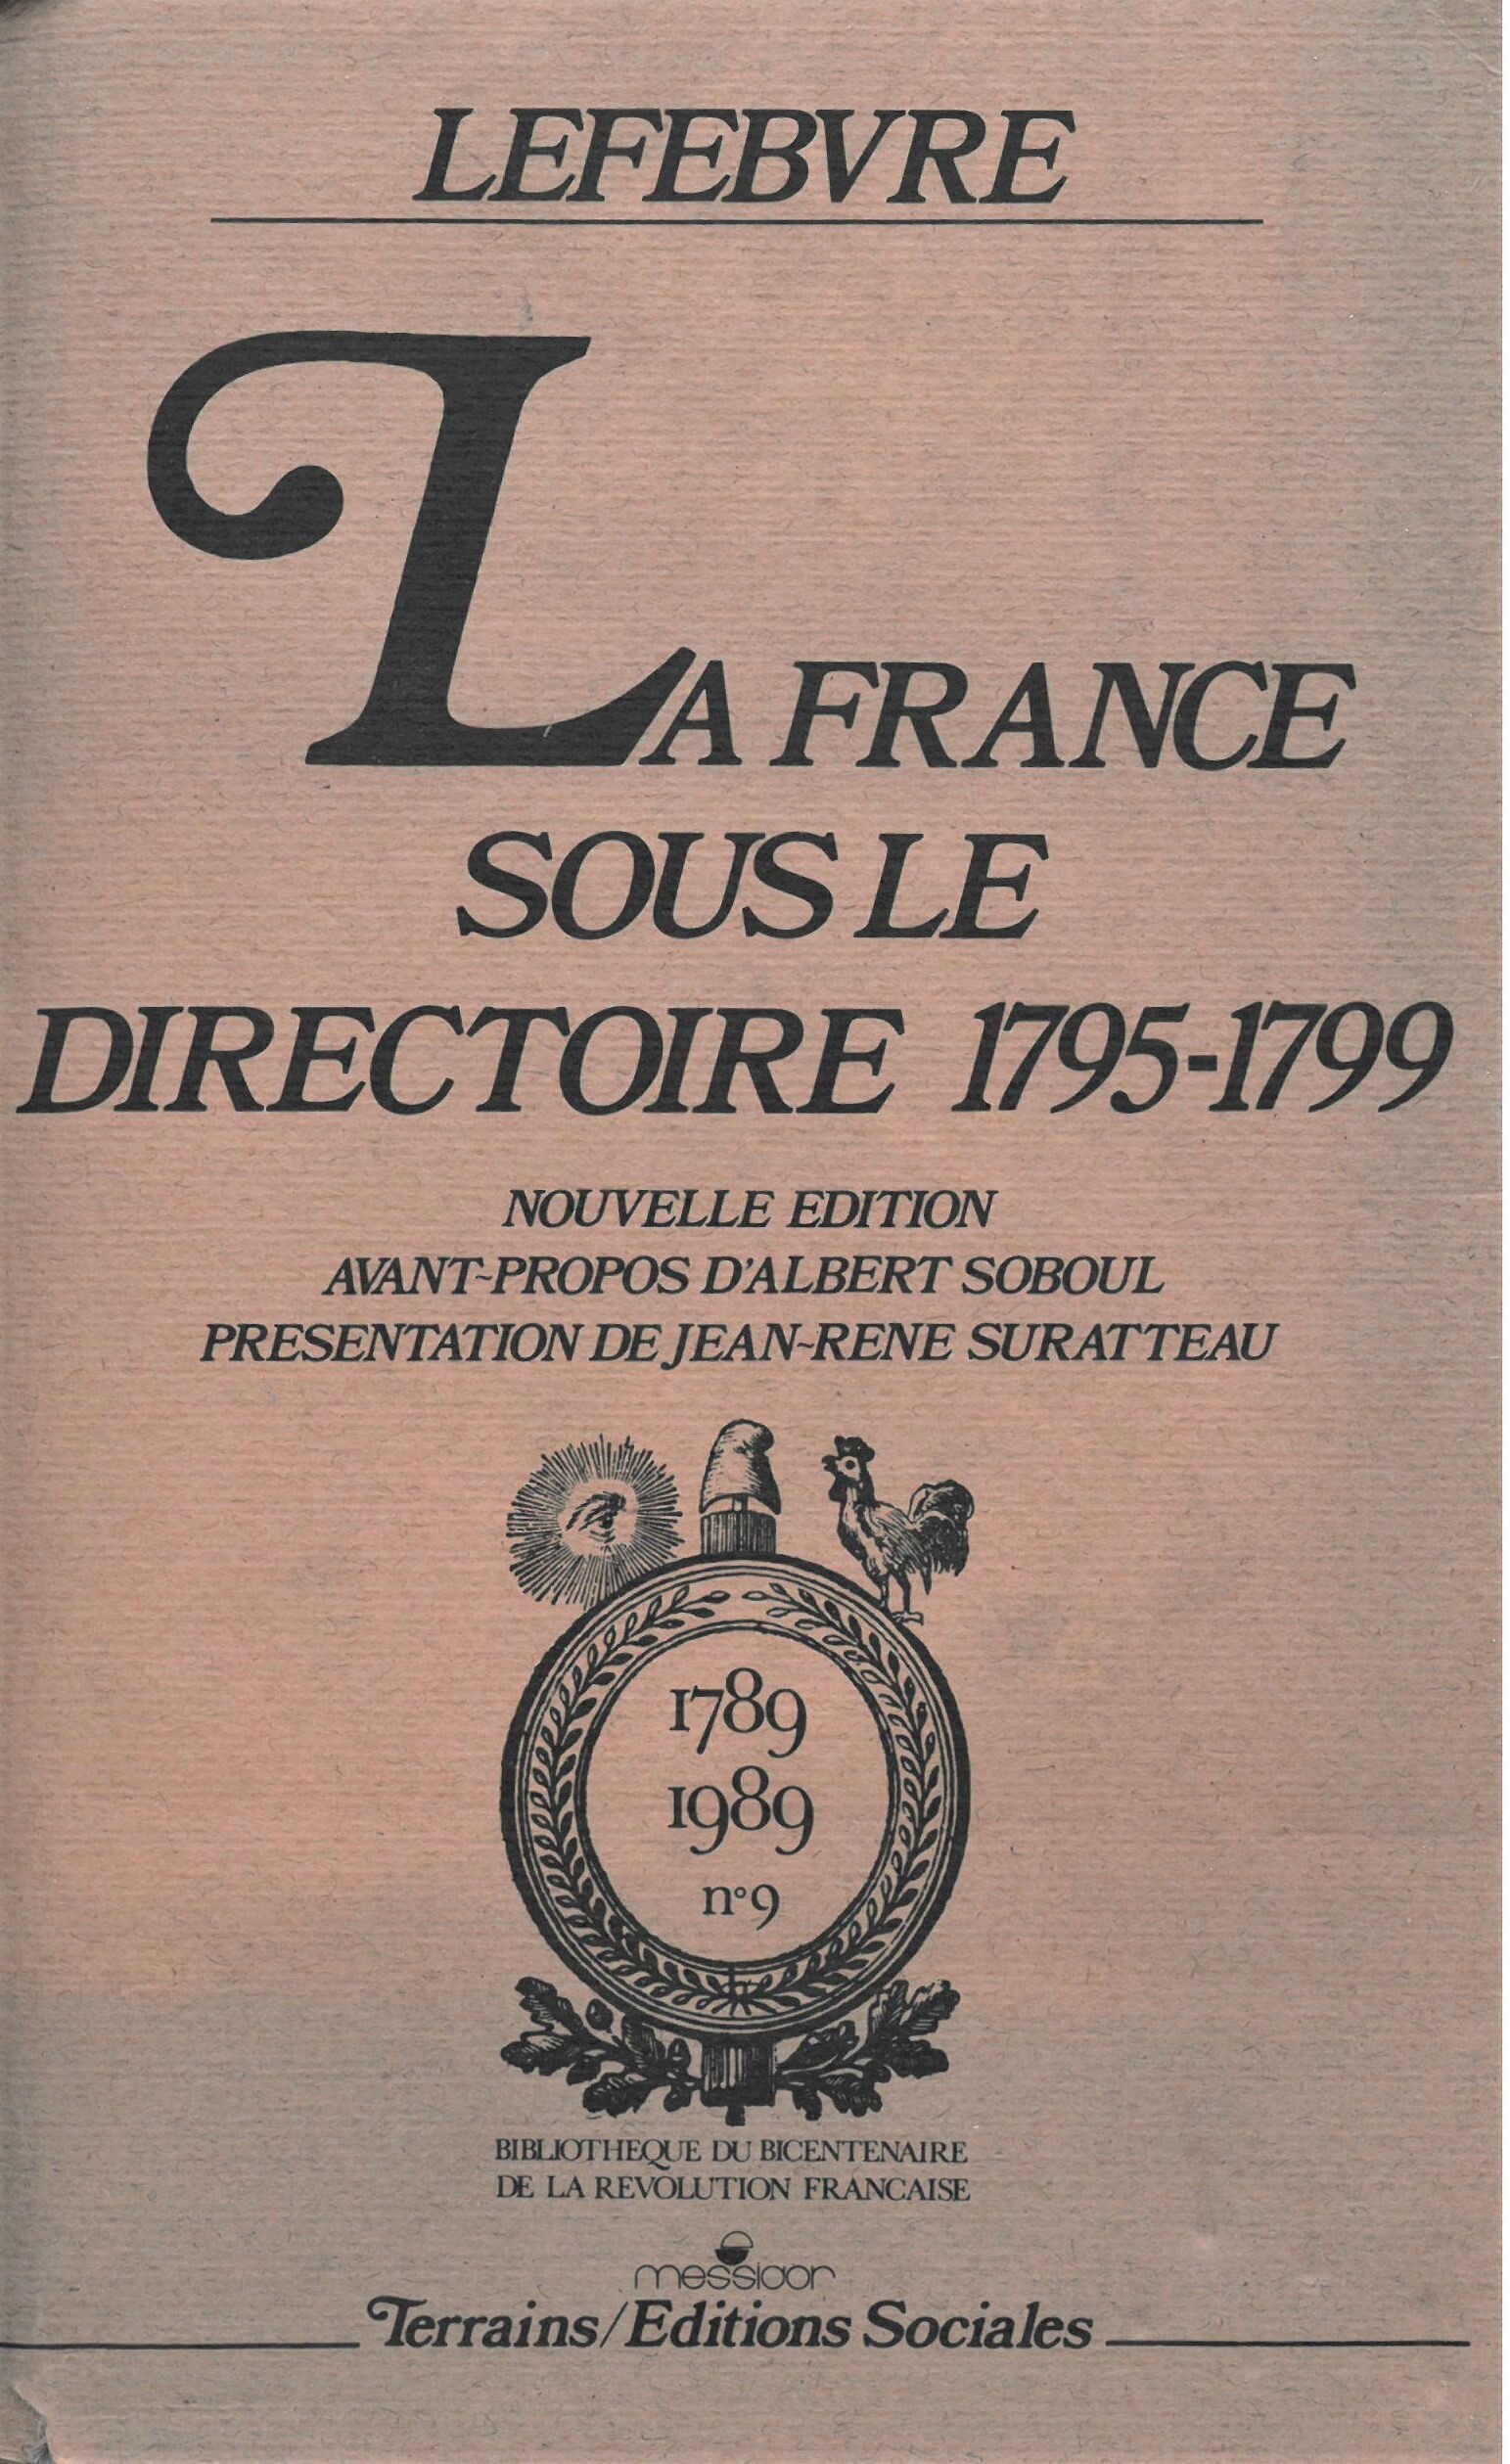 LEFEBVRE
LA FRANCE
SOUS LE
DIRECTOIRE 1795-1799
NOUVELLE EDITION
AVANT-PROPOS D'ALBERT SOBOUL
PRESENTATION DE JEAN-RENE SURATTEAU
1789
1989
n°9
BIBLIOTHEQUE DU BICENTENAIRE
DE LA REVOLUTION FRANCAISE
messidor
Terrains/Editions Sociales